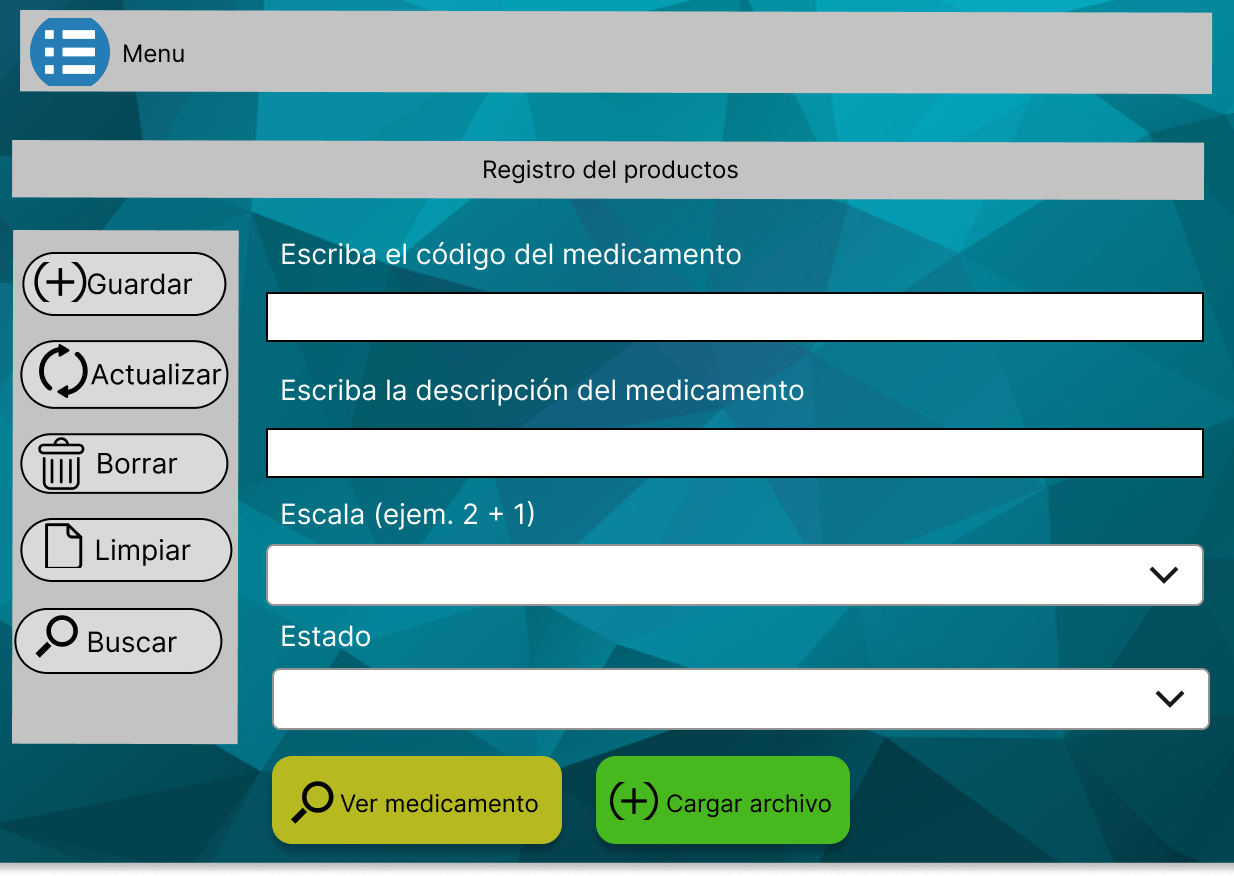 Menu
Registro del productos
Guardar
Actualizar
Borrar
Limpiar
Buscar
Escriba el código del medicamento
Escriba la descripción del medicamento
Escala (ejem. 2 + 1)
Estado
Ver medicamento
Cargar archivo